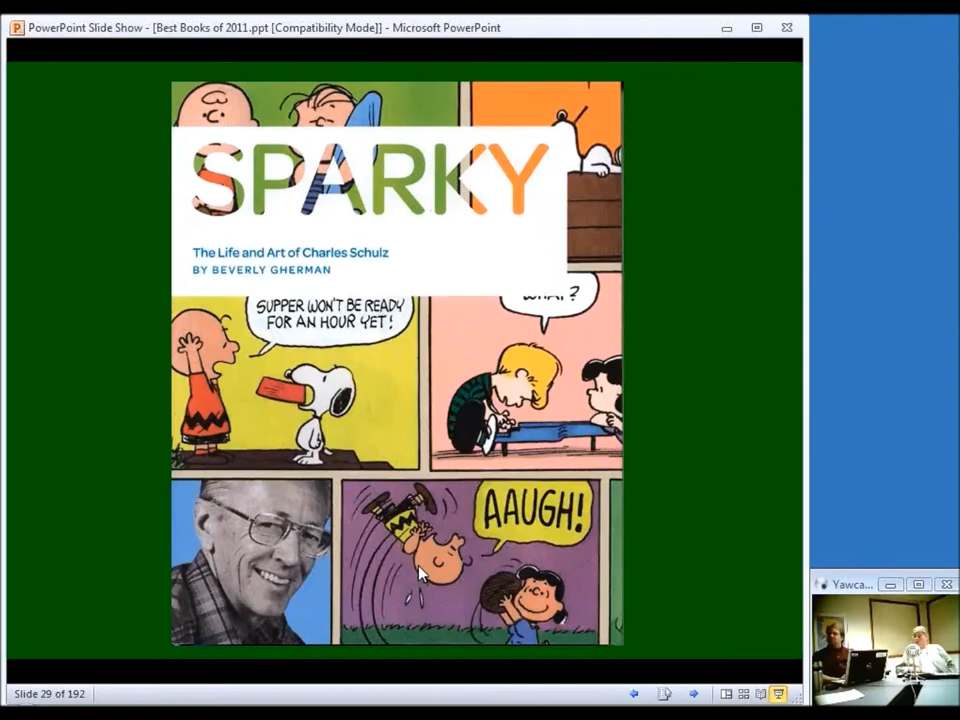 PowerPoint Slide Show - [Best Books of 2011.ppt [Compatibility Mode]] - Microsoft PowerPoint
SPARKY
The Life and Art of Charles Schulz
BY BEVERLY GHERMAN
SUPPER WON'T BE READY
FOR AN HOUR YET!
WHAT?
AAUGH!
Yawca...
Slide 29 of 192